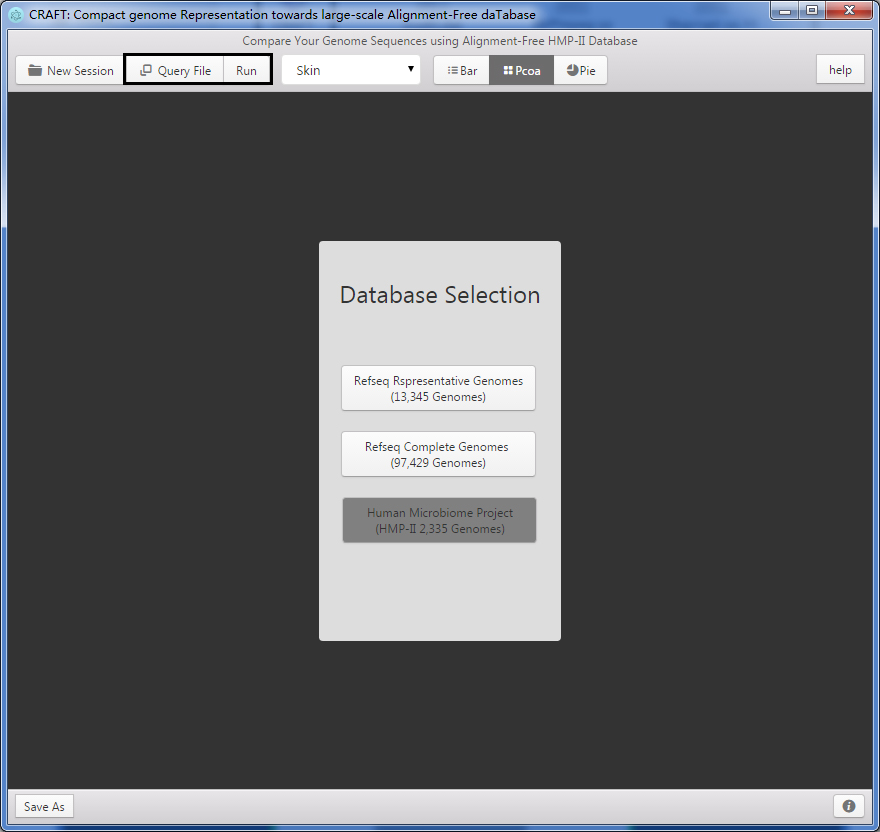 CRAFT: Compact genome Representation towards large-scale Alignment-Free daTabase
Compare Your Genome Sequences using Alignment-Free HMP-II Database
New Session
Query File
Run
Skin
Bar
Pcoa
Pie
help
Database Selection
Refseq Rspresentative Genomes
(13,345 Genomes)
Refseq Complete Genomes
(97,429 Genomes)
Human Microbiome Project
(HMP-II 2,335 Genomes)
Save As